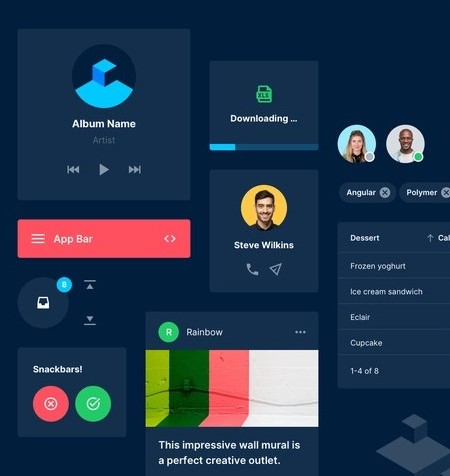 Album Name
Artist
App Bar
8
Snackbars!
XLS
Downloading ...
Steve Wilkins
R Rainbow
This impressive wall mural is
a perfect creative outlet.
Angular Polymer
Dessert
Frozen yoghurt
Ice cream sandwich
Eclair
Cupcake
1-4 of 8